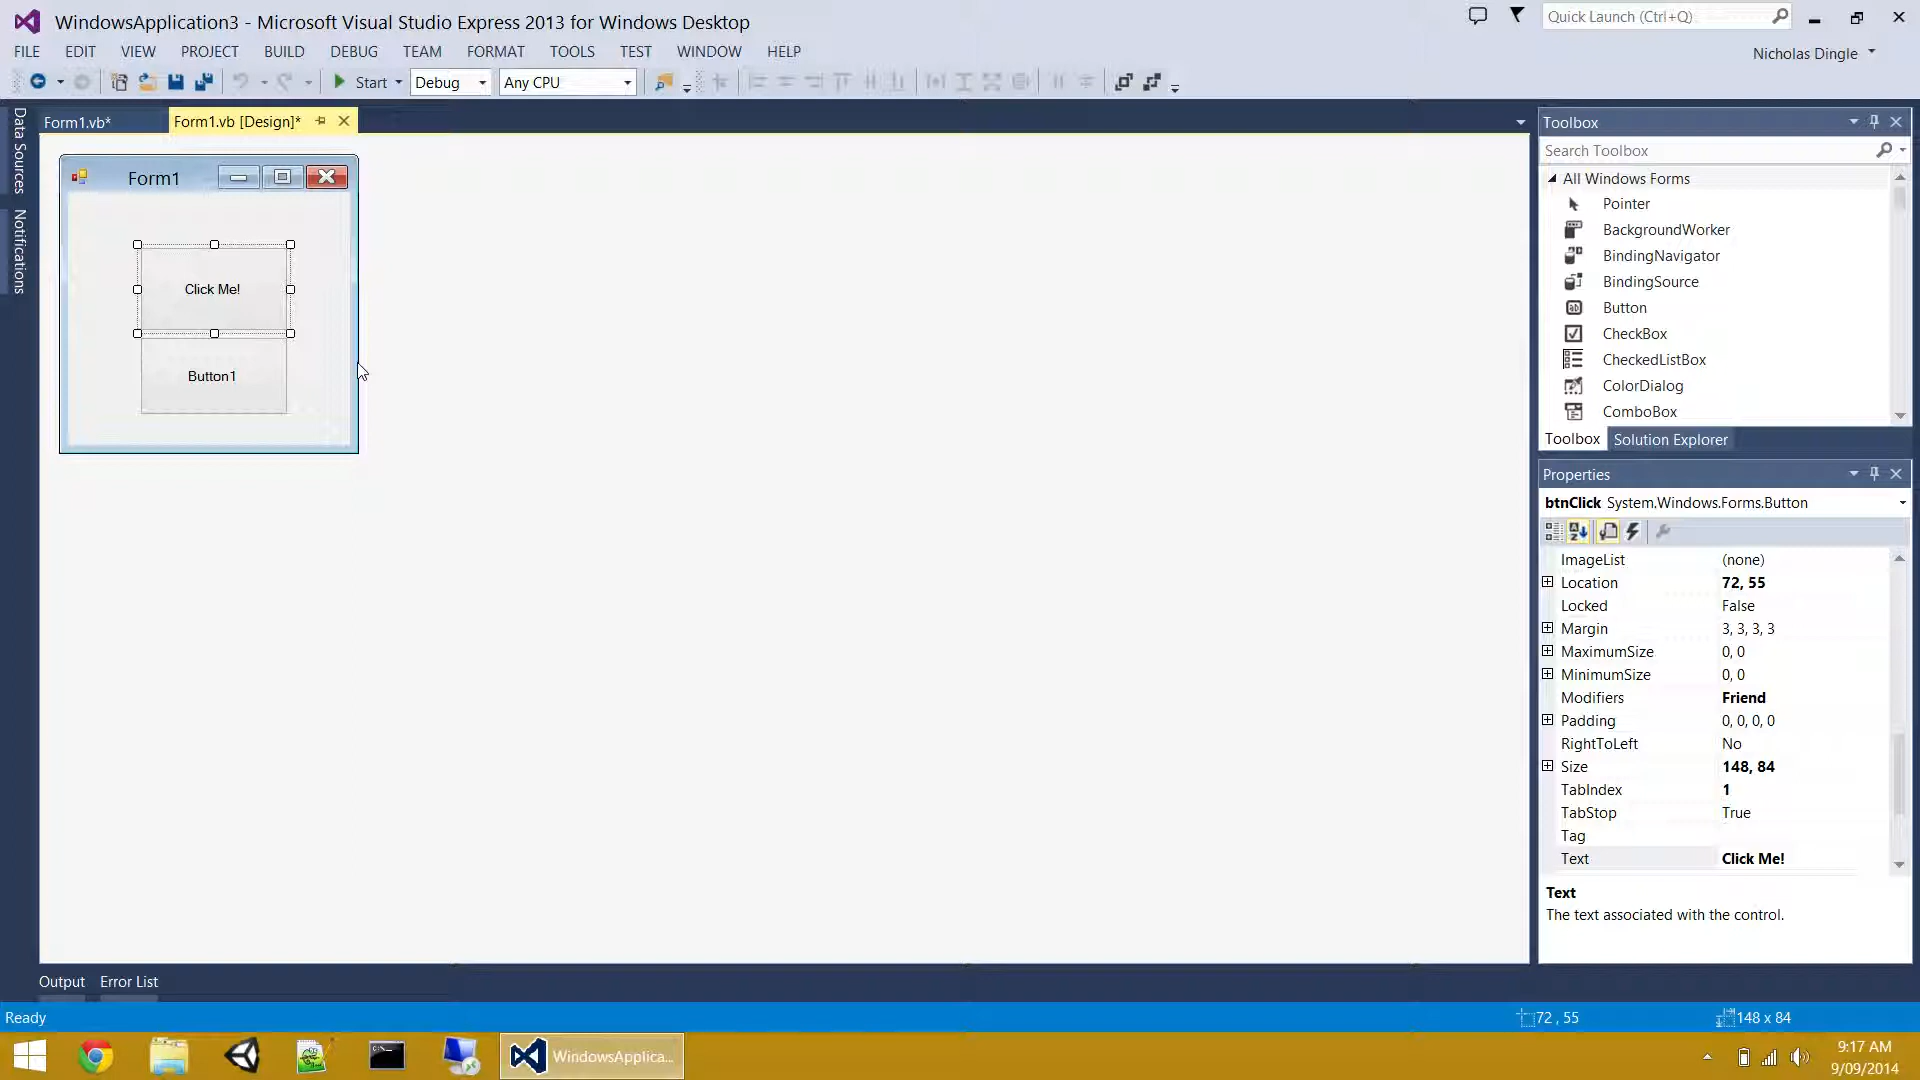 WindowsApplication3 - Microsoft Visual Studio Express 2013 for Windows Desktop
Quick Launch (Ctrl+Q)
FILE EDIT VIEW PROJECT BUILD DEBUG TEAM FORMAT TOOLS TEST WINDOW HELP
Nicholas Dingle
Start Debug Any CPU
Data Sources
Notifications
Form1.vb* Form1.vb [Design]*
Form1
Click Me!
Button1
Toolbox
Search Toolbox
All Windows Forms
Pointer
BackgroundWorker
BindingNavigator
BindingSource
Button
CheckBox
CheckedListBox
ColorDialog
ComboBox
Toolbox Solution Explorer
Properties
btnClick System.Windows.Forms.Button
ImageList (none)
Location 72, 55
Locked False
Margin 3, 3, 3, 3
MaximumSize 0, 0
MinimumSize 0, 0
Modifiers Friend
Padding 0, 0, 0, 0
RightToLeft No
Size 148, 84
TabIndex 1
TabStop True
Tag
Text Click Me!
Text
The text associated with the control.
Output Error List
Ready
72 , 55
148 x 84
WindowsApplica...
9:17 AM
9/09/2014